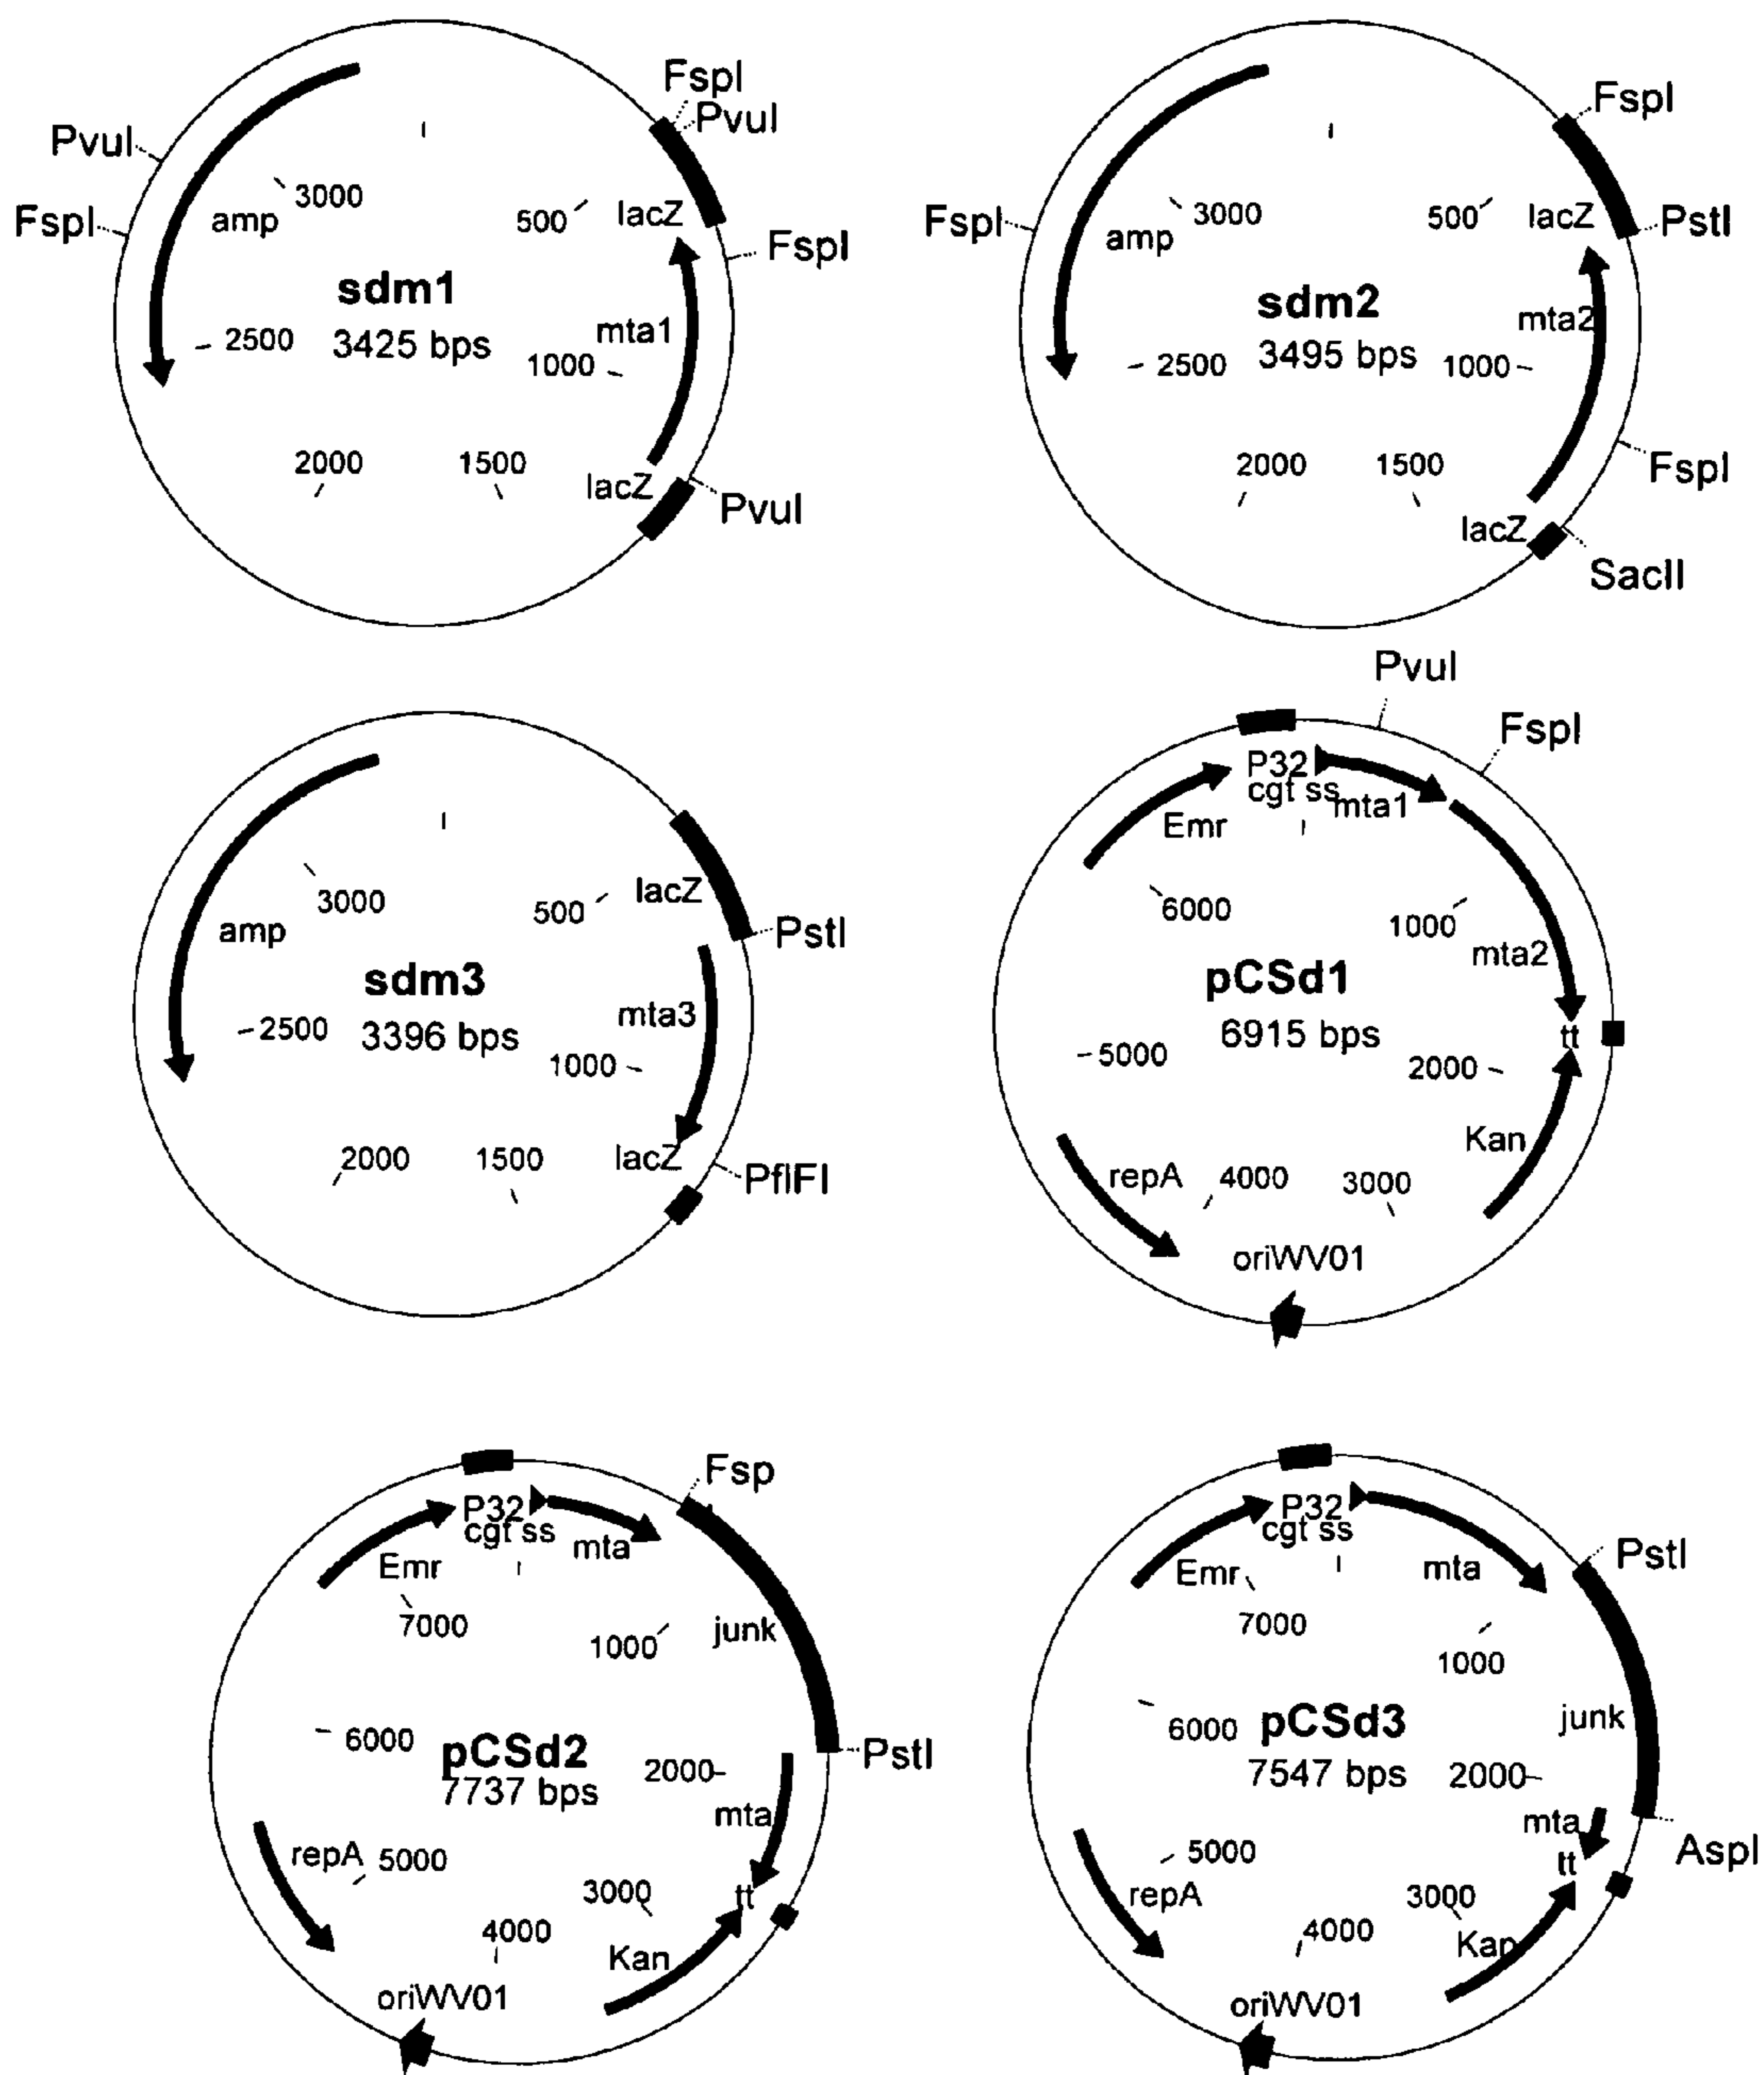 FspI
PvuI
PvuI
3000
FspI
amp
500
lacZ
FspI
sdm1
3425 bps
2500
mta1
1000
2000
1500
lacZ
PvuI
FspI
3000
500
lacZ
PstI
FspI
amp
sdm2
3495 bps
mta2
2500
1000
2000
1500
FspI
lacZ
SacII
lacZ
3000
500
PstI
amp
sdm3
3396 bps
mta3
2500
1000
2000
1500
lacZ
PflFI
PvuI
FspI
P32
cgt ss
mta1
Emr
6000
1000
mta2
pCSd1
6915 bps
tt
5000
2000
Kan
repA
4000
3000
oriWV01
Fsp
P32
cgt ss
mta
Emr
7000
1000
junk
6000
pCSd2
7737 bps
PstI
2000
mta
repA
5000
3000
tt
4000
Kan
oriWV01
P32
cgt ss
PstI
Emr
mta
7000
1000
6000
pCSd3
junk
7547 bps
2000
mta
AspI
5000
tt
repA
3000
4000
Kan
oriWV01